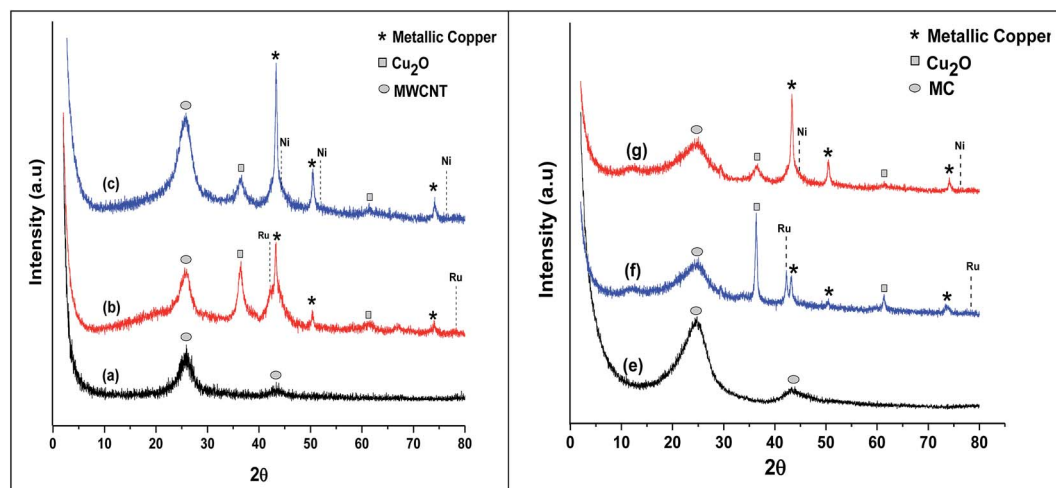 * Metallic Copper
Cu2O
MWCNT
Ni
Ni
Ni
(c)
Ru
Ru
(b)
(a)
Intensity (a.u)
0 10 20 30 40 50 60 70 80
2θ
* Metallic Copper
Cu2O
MC
Ni
Ni
(g)
Ru
Ru
(f)
(e)
Intensity (a.u)
0 10 20 30 40 50 60 70 80
2θ